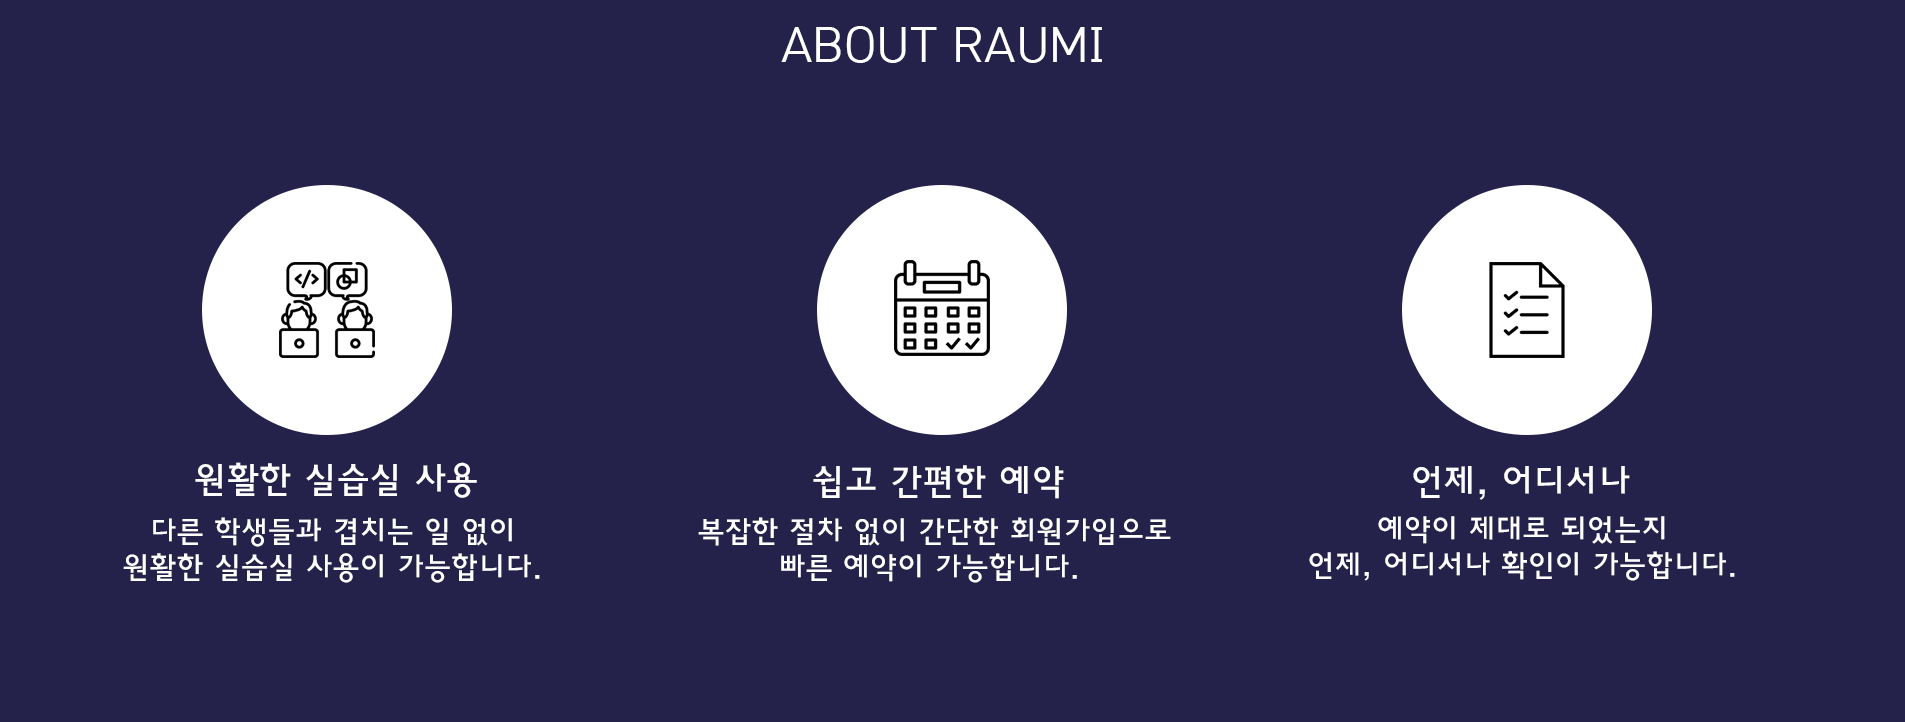 ABOUT RAUMI
원활한 실습실 사용
다른 학생들과 겹치는 일 없이
원활한 실습실 사용이 가능합니다.
쉽고 간편한 예약
복잡한 절차 없이 간단한 회원가입으로
빠른 예약이 가능합니다.
언제, 어디서나
예약이 제대로 되었는지
언제, 어디서나 확인이 가능합니다.